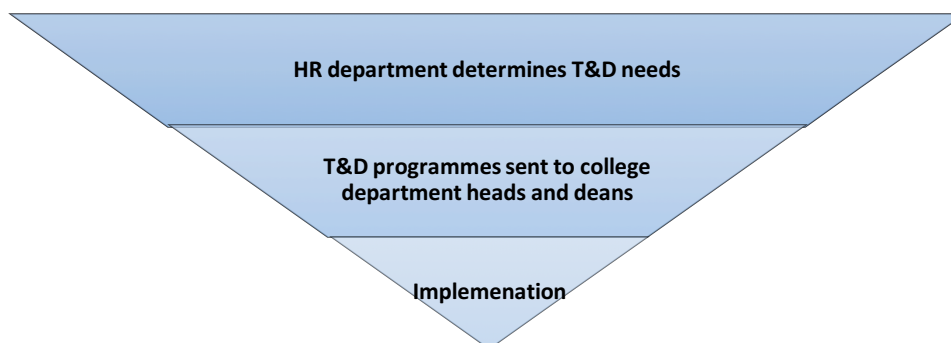 HR department determines T&D needs
T&D programmes sent to college
department heads and deans
Implemenation